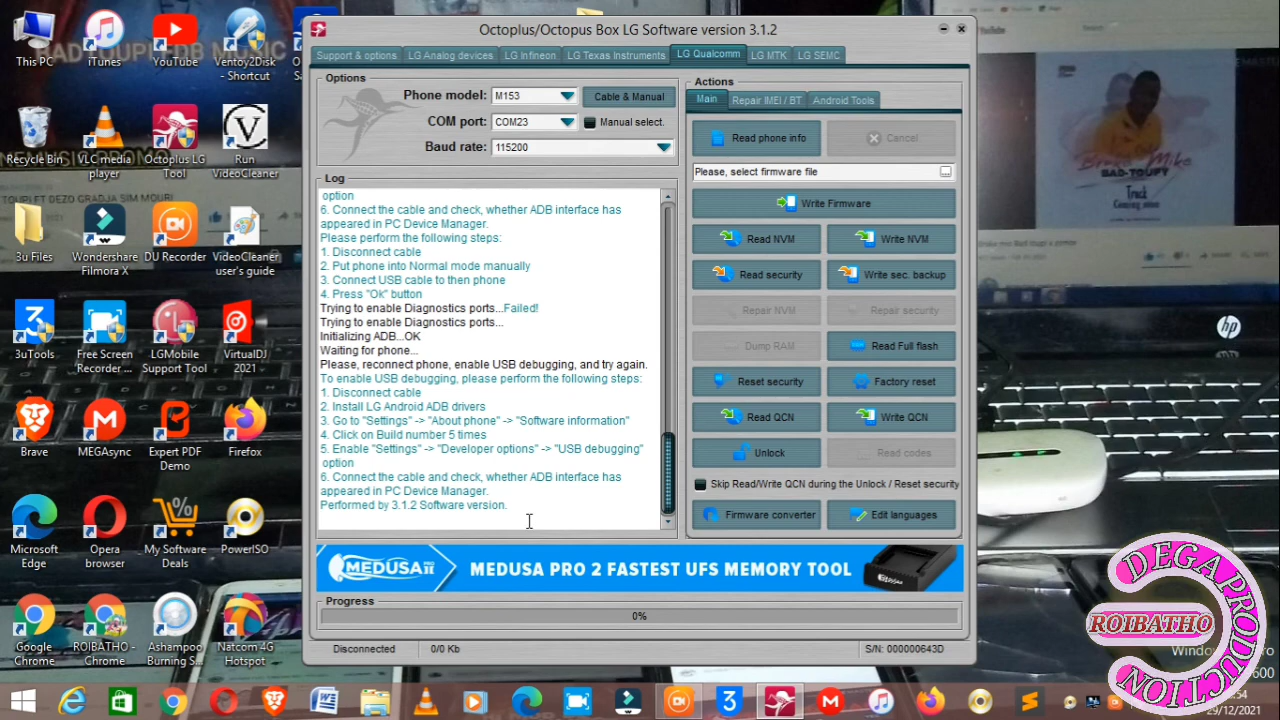 This PC
iTunes
YouTube
Ventoy2Disk
- Shortcut
Recycle Bin
VLC media
player
Octoplus LG
Tool
Run
VideoCleaner
3u Files
Wondershare
Filmora X
DU Recorder
VideoCleaner
user's guide
3uTools
Free Screen
Recorder ...
LGMobile
Support Tool
VirtualDJ
2021
Brave
MEGAsync
Expert PDF
Demo
Firefox
Microsoft
Edge
Opera
browser
My Software
Deals
PowerISO
Google
Chrome
ROIBATHO -
Chrome
Ashampoo
Burning S...
Natcom 4G
Hotspot
Octoplus/Octopus Box LG Software version 3.1.2
Support & options
LG Analog devices
LG Infineon
LG Texas Instruments
LG Qualcomm
LG MTK
LG SEMC
Options
Phone model:
M153
Cable & Manual
COM port:
COM23
Manual select.
Baud rate:
115200
Log
option
6. Connect the cable and check, whether ADB interface has
appeared in PC Device Manager.
Please perform the following steps:
1. Disconnect cable
2. Put phone into Normal mode manually
3. Connect USB cable to then phone
4. Press "Ok" button
Trying to enable Diagnostics ports...Failed!
Trying to enable Diagnostics ports...
Initializing ADB...OK
Waiting for phone...
Please, reconnect phone, enable USB debugging, and try again.
To enable USB debugging, please perform the following steps:
1. Disconnect cable
2. Install LG Android ADB drivers
3. Go to "Settings" -> "About phone" -> "Software information"
4. Click on Build number 5 times
5. Enable "Settings" -> "Developer options" -> "USB debugging"
option
6. Connect the cable and check, whether ADB interface has
appeared in PC Device Manager.
Performed by 3.1.2 Software version.
Actions
Main
Repair IMEI / BT
Android Tools
Read phone info
Cancel
Please, select firmware file
Write Firmware
Read NVM
Write NVM
Read security
Write sec. backup
Repair NVM
Repair security
Dump RAM
Read Full flash
Reset security
Factory reset
Read QCN
Write QCN
Unlock
Read codes
Skip Read/Write QCN during the Unlock / Reset security
Firmware converter
Edit languages
MEDUSA PRO II
MEDUSA PRO 2 FASTEST UFS MEMORY TOOL
Progress
0%
Disconnected
0/0 Kb
S/N: 000000643D
hp
BAD-TOUPY
Track
Coming soon
DEGA PRODUCTION
ROIBATHO
29/12/2021